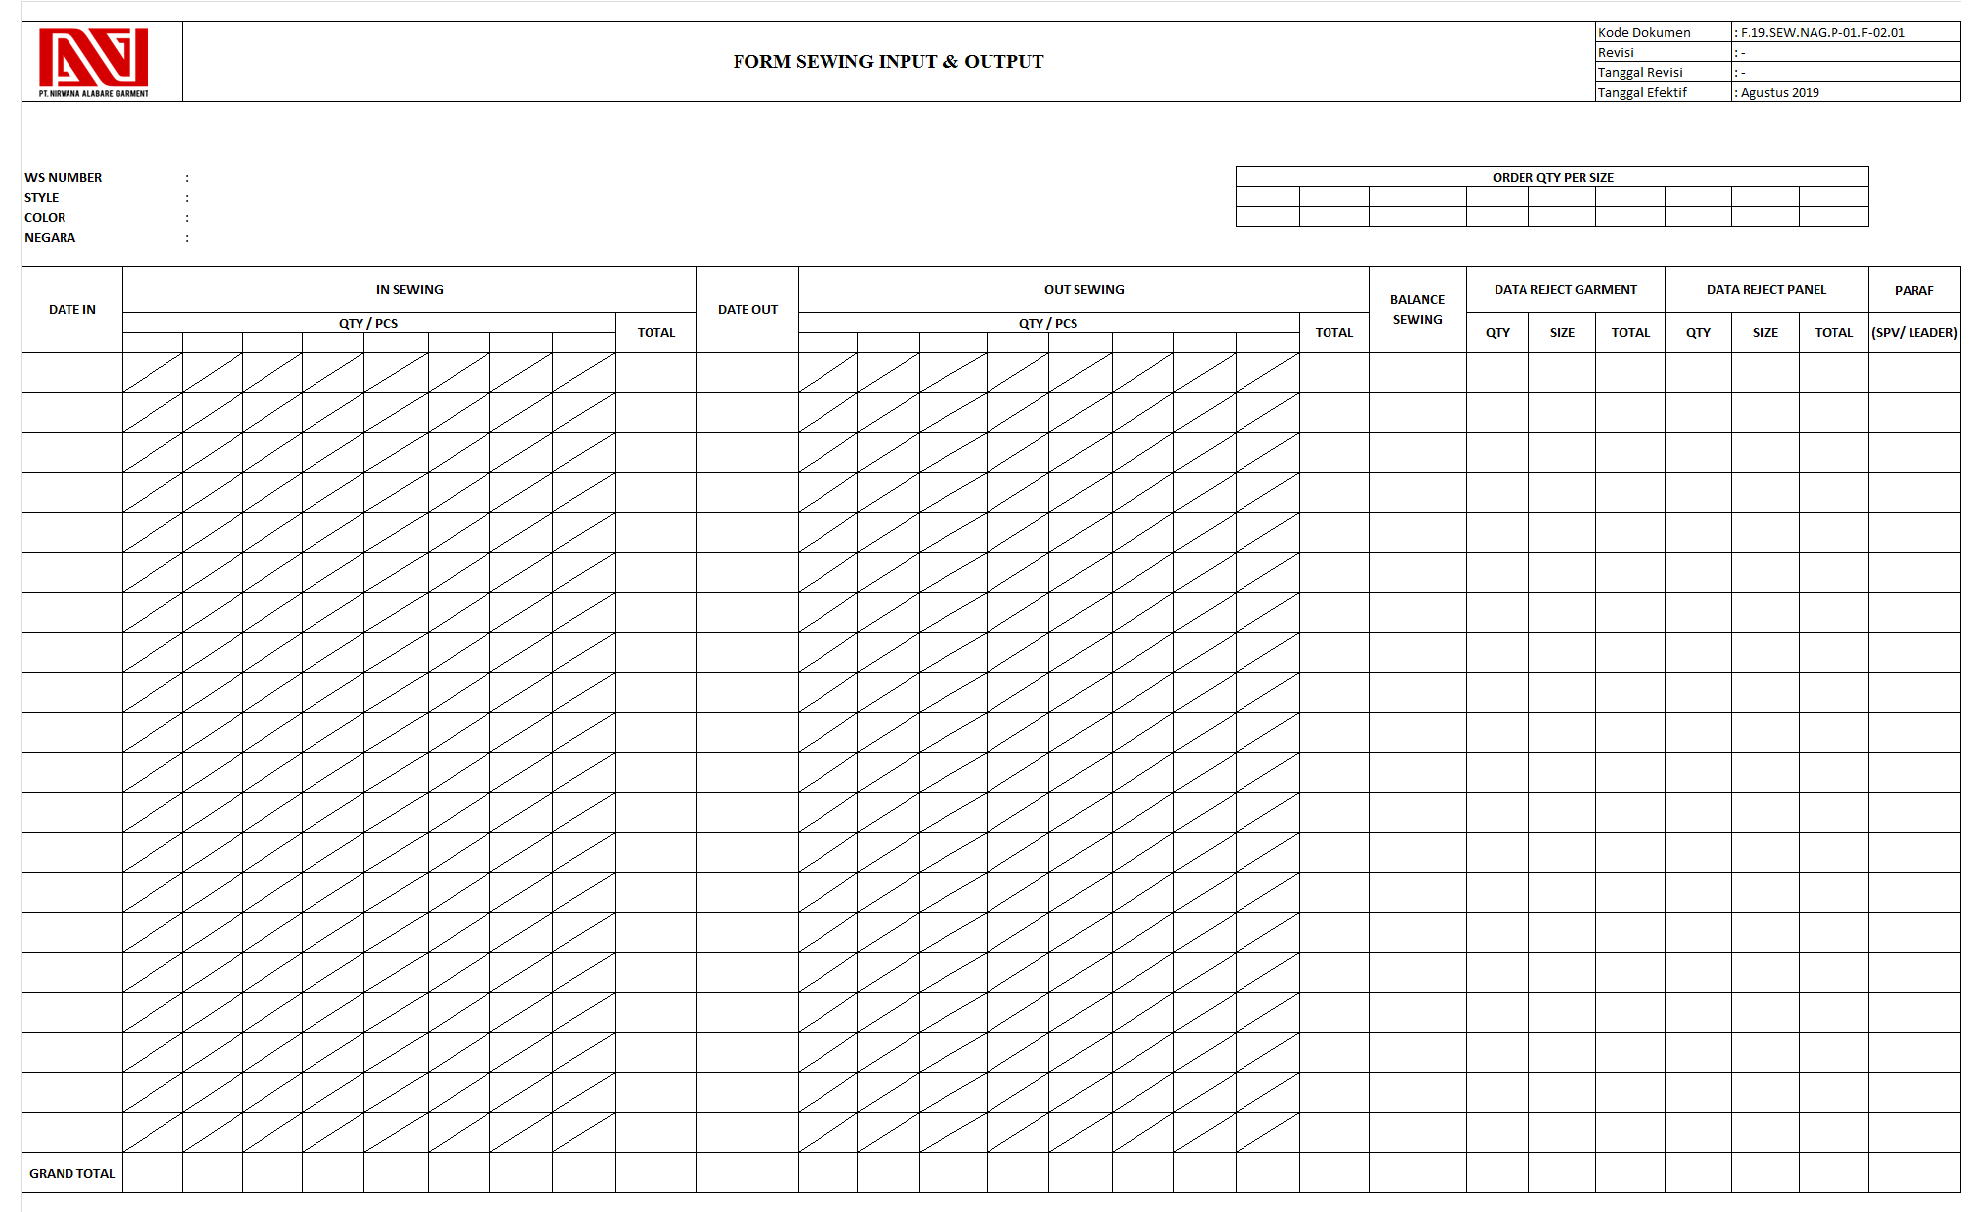 PT. NIRWANA ALABARE GARMENT
FORM SEWING INPUT & OUTPUT
Kode Dokumen : F.19.SEW.NAG.P-01.F-02.01
Revisi : -
Tanggal Revisi : -
Tanggal Efektif : Agustus 2019
WS NUMBER :
STYLE :
COLOR :
NEGARA :
ORDER QTY PER SIZE
DATE IN
IN SEWING
QTY / PCS
TOTAL
DATE OUT
OUT SEWING
QTY / PCS
TOTAL
BALANCE
SEWING
DATA REJECT GARMENT
QTY SIZE TOTAL
DATA REJECT PANEL
QTY SIZE TOTAL
PARAF
(SPV/ LEADER)
GRAND TOTAL